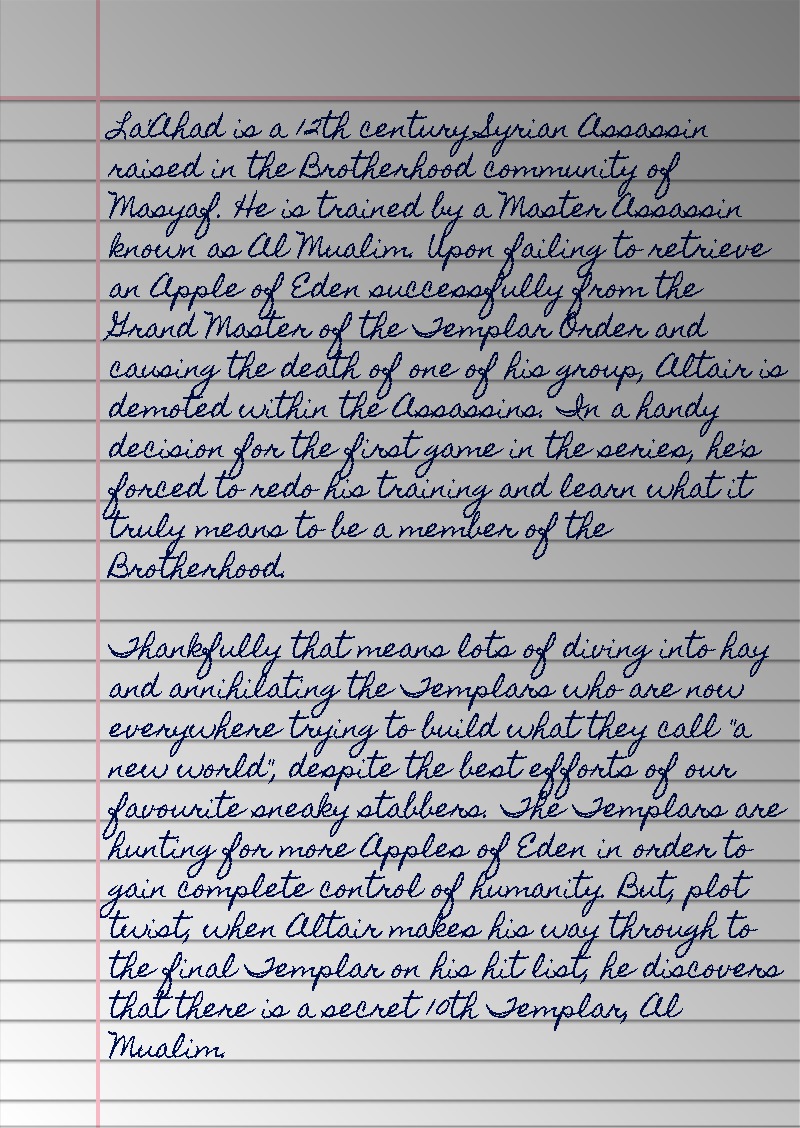 La'Ahad is a 12th century Syrian Assassin
raised in the Brotherhood community of
Masyaf. He is trained by a Master Assassin
known as Al Mualim. Upon failing to retrieve
an Apple of Eden successfully from the
Grand Master of the Templar Order and
causing the death of one of his group, Altair is
demoted within the Assassins. In a handy
decision for the first game in the series, he's
forced to redo his training and learn what it
truly means to be a member of the
Brotherhood.
Thankfully that means lots of diving into hay
and annihilating the Templars who are now
everywhere trying to build what they call "a
new world", despite the best efforts of our
favourite sneaky stabbers. The Templars are
hunting for more Apples of Eden in order to
gain complete control of humanity. But, plot
twist, when Altair makes his way through to
the final Templar on his hit list, he discovers
that there is a secret 10th Templar, Al
Mualim.